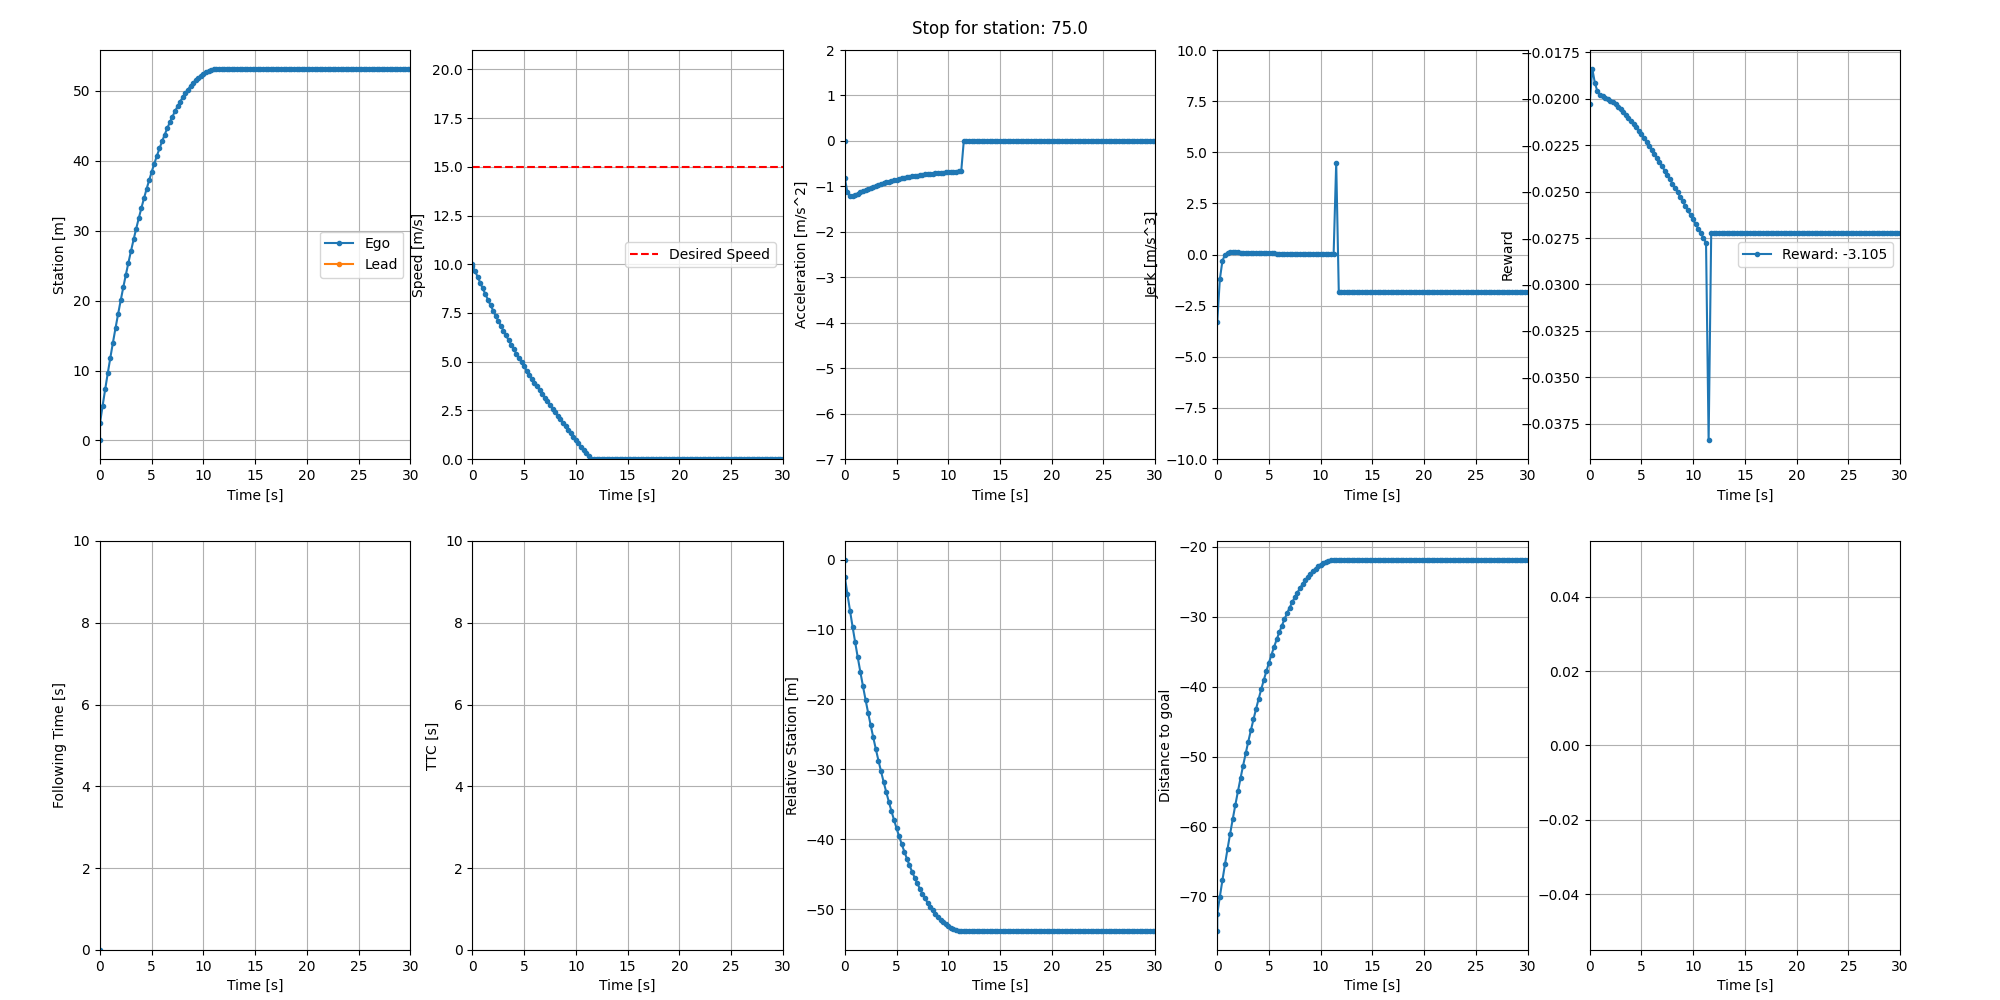 Stop for station: 75.0
Station [m]
50
40
30
20
10
0
0 5 10 15 20 25 30
Time [s]
Ego
Lead
Speed [m/s]
20.0
17.5
15.0
12.5
10.0
7.5
5.0
2.5
0.0
0 5 10 15 20 25 30
Time [s]
Desired Speed
Acceleration [m/s^2]
2
1
0
−1
−2
−3
−4
−5
−6
−7
0 5 10 15 20 25 30
Time [s]
Jerk [m/s^3]
10.0
7.5
5.0
2.5
0.0
−2.5
−5.0
−7.5
−10.0
0 5 10 15 20 25 30
Time [s]
Reward
−0.0175
−0.0200
−0.0225
−0.0250
−0.0275
−0.0300
−0.0325
−0.0350
−0.0375
0 5 10 15 20 25 30
Time [s]
Reward: -3.105
Following Time [s]
10
8
6
4
2
0
0 5 10 15 20 25 30
Time [s]
TTC [s]
10
8
6
4
2
0
0 5 10 15 20 25 30
Time [s]
Relative Station [m]
0
−10
−20
−30
−40
−50
0 5 10 15 20 25 30
Time [s]
Distance to goal
−20
−30
−40
−50
−60
−70
0 5 10 15 20 25 30
Time [s]
0.04
0.02
0.00
−0.02
−0.04
0 5 10 15 20 25 30
Time [s]